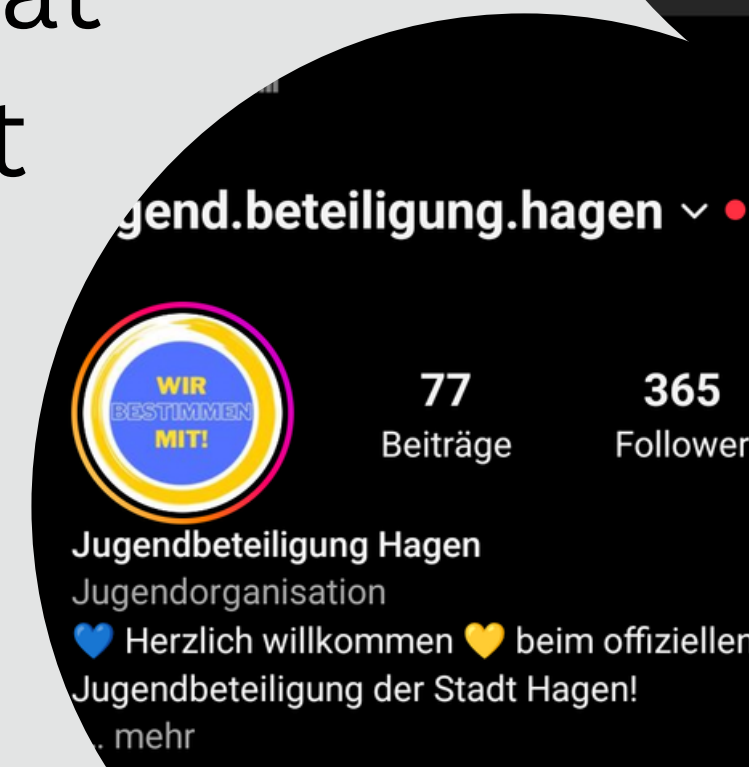 gend.beteiligung.hagen
WIR
BESTIMMEN
MIT!
77
365
Beiträge
Follower
Jugendbeteiligung Hagen
Jugendorganisation
💙 Herzlich willkommen 💛 beim offiziellen
Jugendbeteiligung der Stadt Hagen!
... mehr